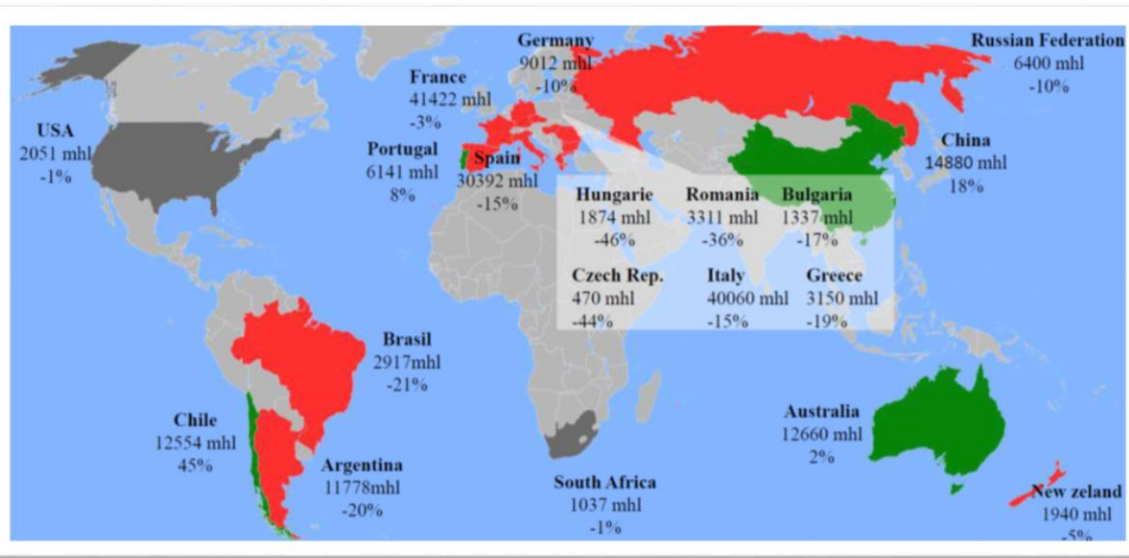 Germany
9012 mhl
-10%
Russian Federation
6400 mhl
-10%
France
41422 mhl
-3%
USA
2051 mhl
-1%
Portugal
6141 mhl
8%
Spain
30392 mhl
-15%
China
14880 mhl
18%
Hungarie
1874 mhl
-46%
Romania
3311 mhl
-36%
Bulgaria
1337 mhl
-17%
Czech Rep.
470 mhl
-44%
Italy
40060 mhl
-15%
Greece
3150 mhl
-19%
Brasil
2917mhl
-21%
Chile
12554 mhl
45%
Argentina
11778mhl
-20%
South Africa
1037 mhl
-1%
Australia
12660 mhl
2%
New zeland
1940 mhl
-5%